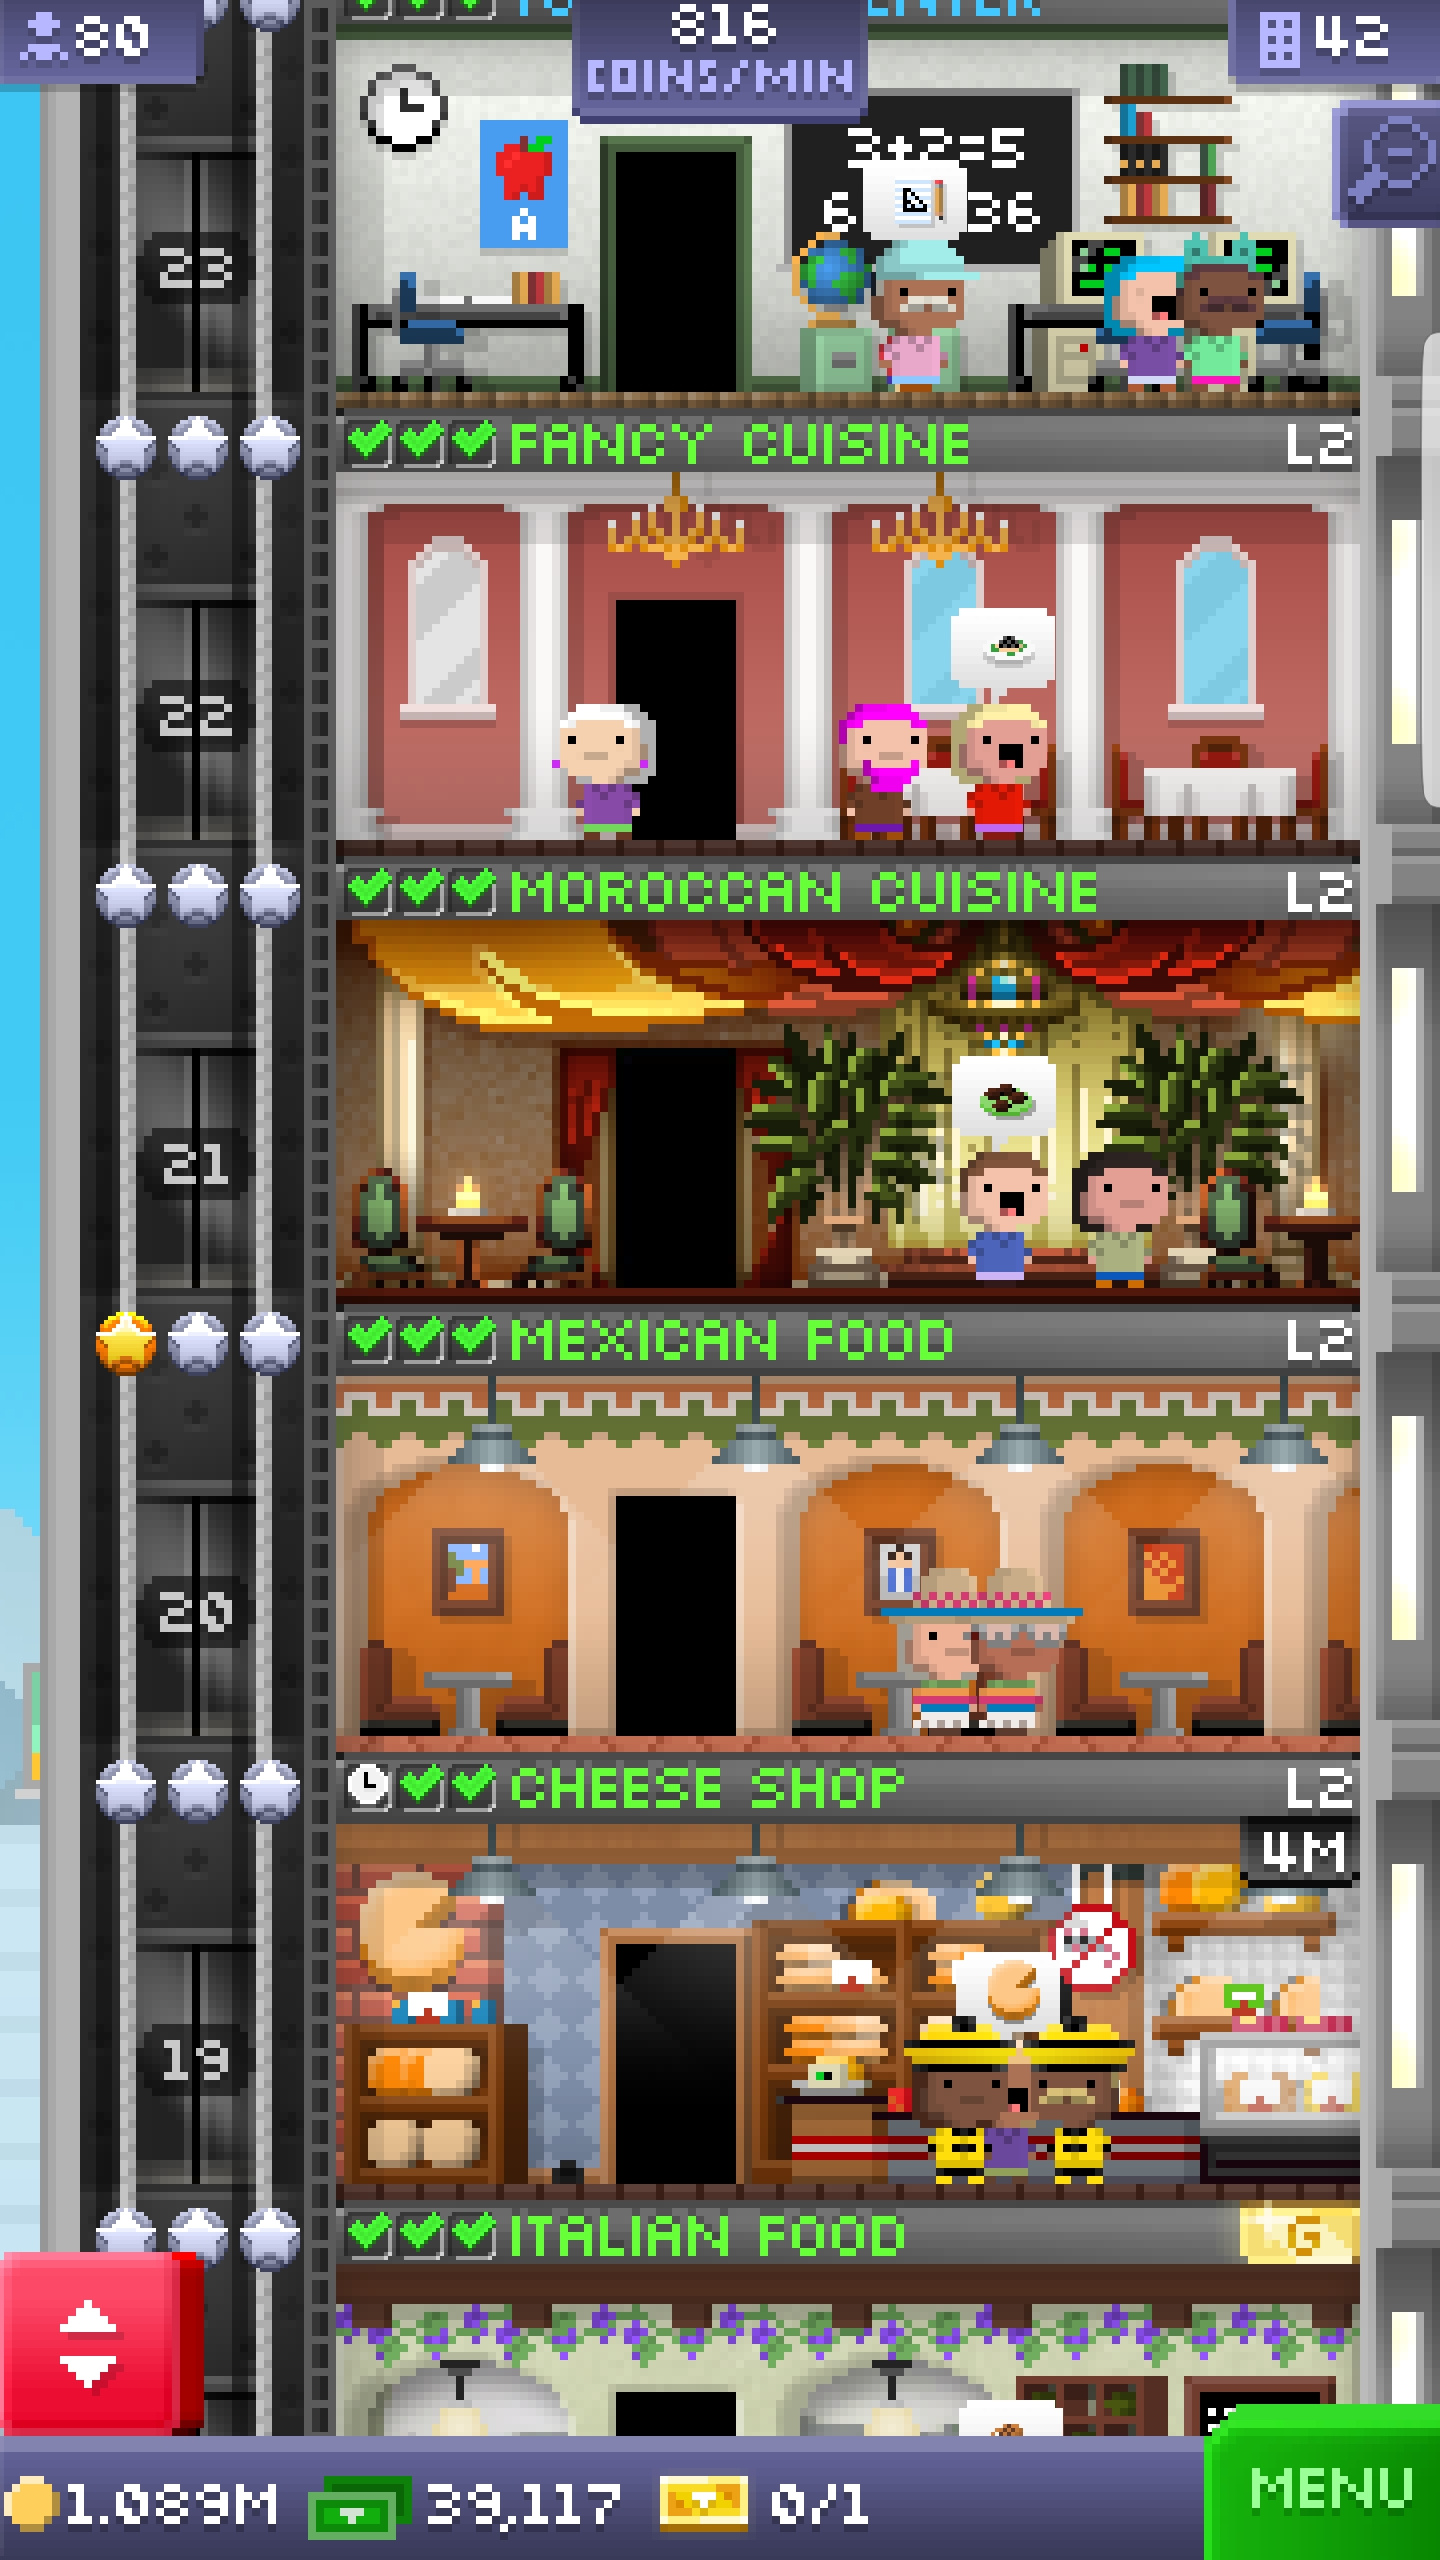 80
816
COINS/MIN
42
3+2=5
6 36
A
23
FANCY CUISINE L2
22
MOROCCAN CUISINE L2
21
MEXICAN FOOD L2
20
CHEESE SHOP L2
4M
19
ITALIAN FOOD G
1.089M 39,117 0/1
MENU